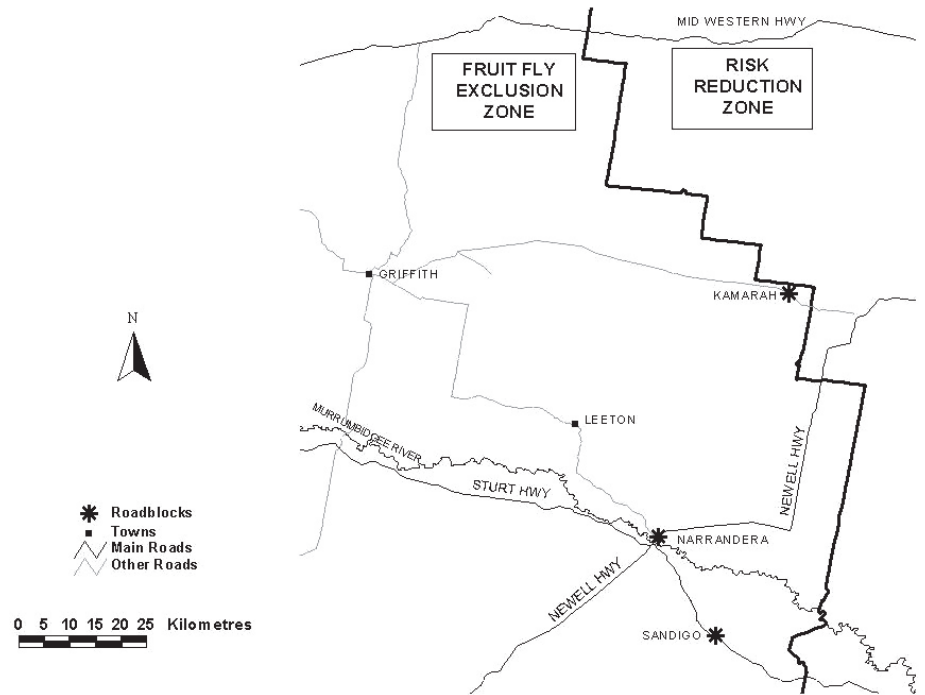 MID WESTERN HWY
FRUIT FLY
EXCLUSION
ZONE
RISK
REDUCTION
ZONE
GRIFFITH
KAMARAH
N
MURRUMBIDGEE RIVER
LEETON
STURT HWY
NEWELL HWY
NARRANDERA
NEWELL HWY
SANDIGO
Roadblocks
Towns
Main Roads
Other Roads
0 5 10 15 20 25 Kilometres